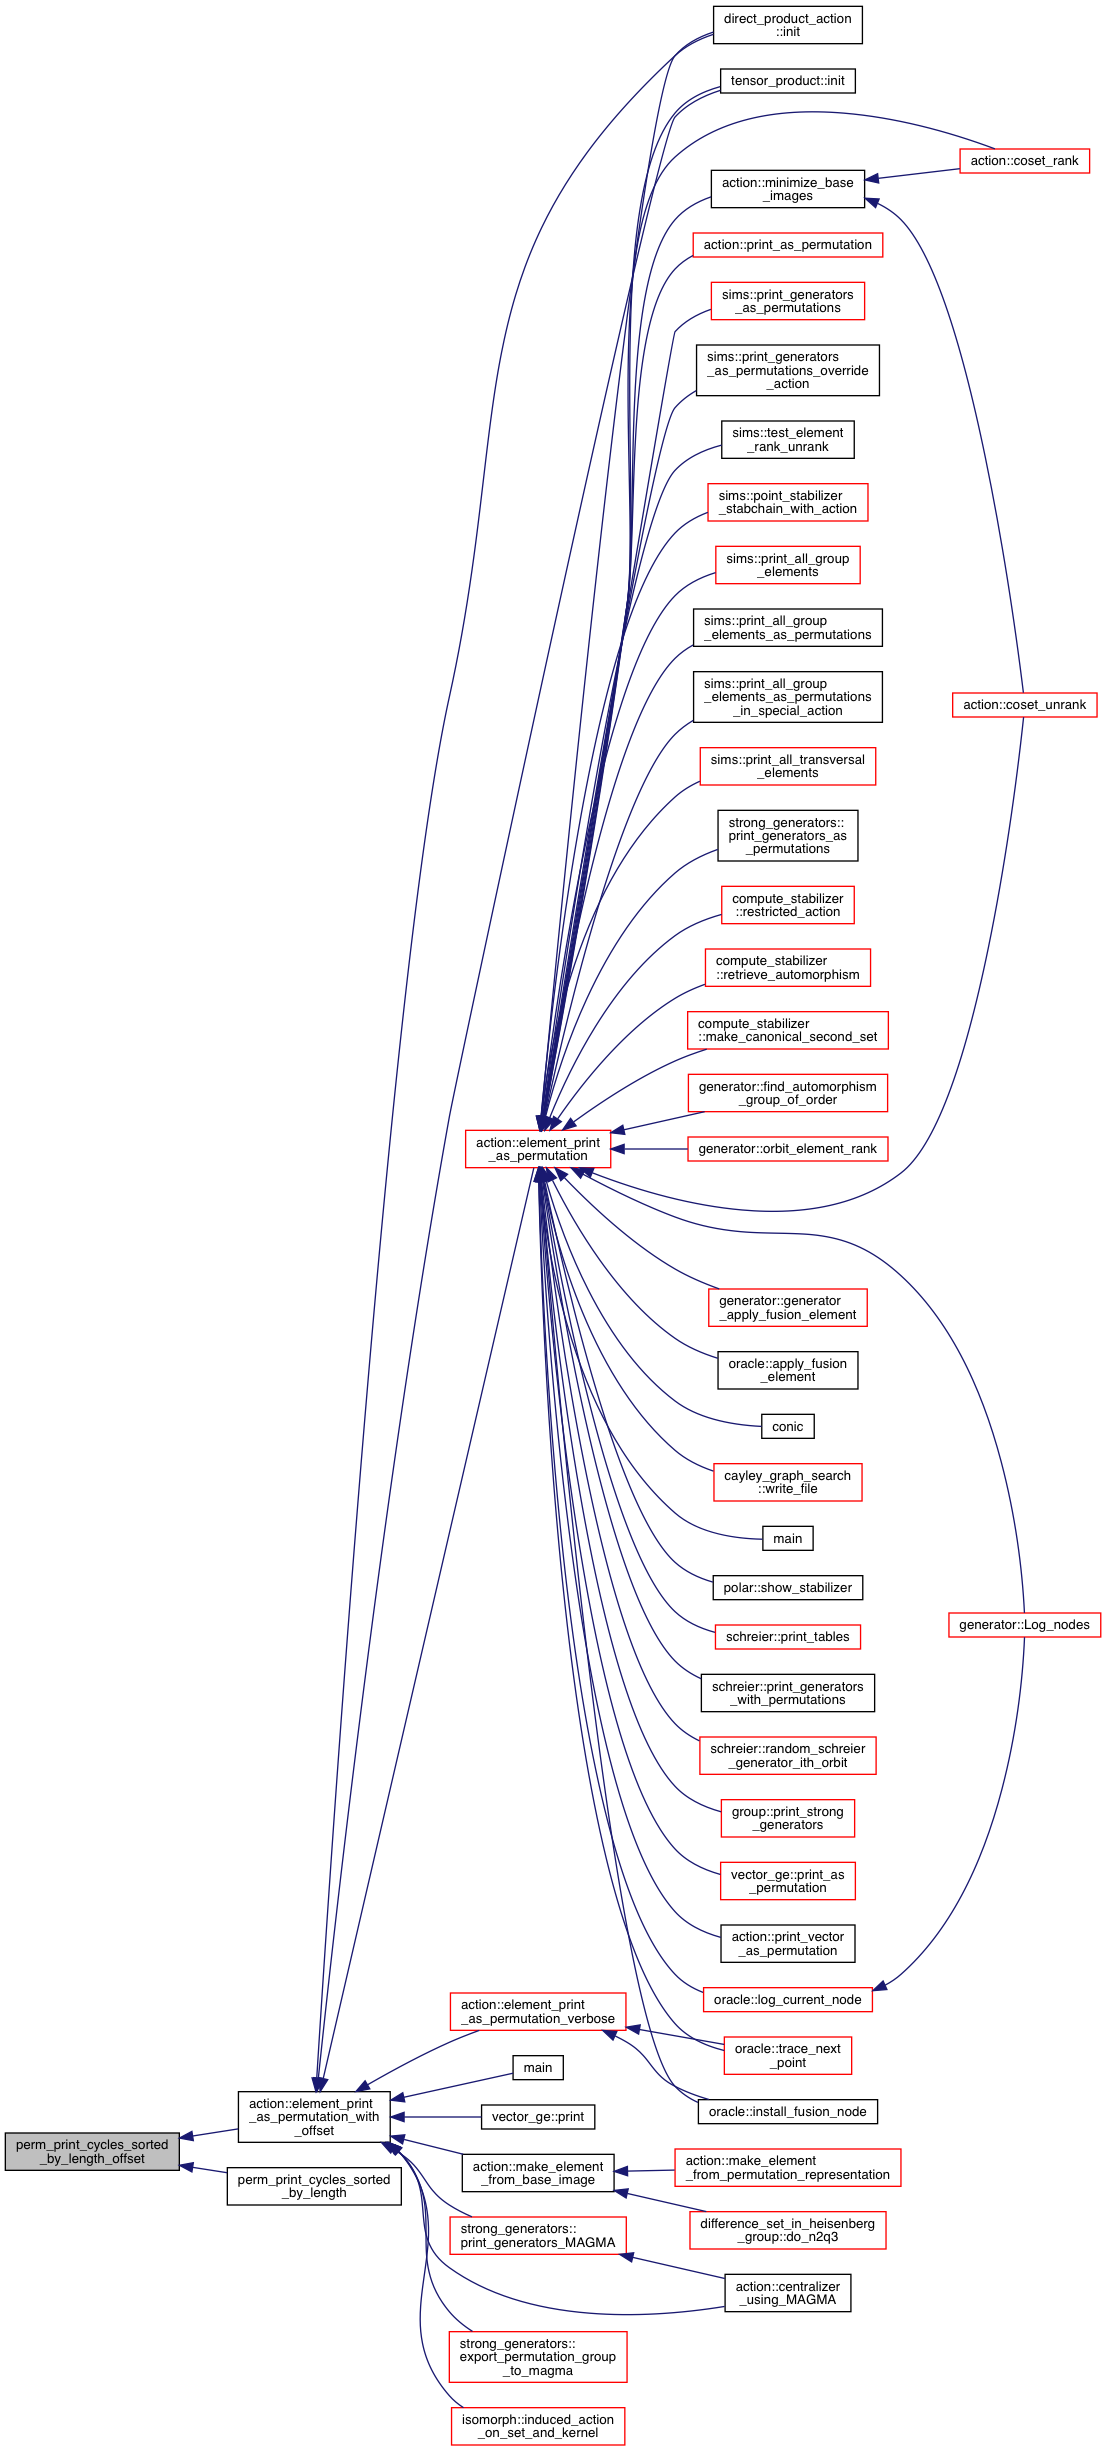 direct_product_action
::init
tensor_product::init
action::coset_rank
action::minimize_base
_images
action::print_as_permutation
sims::print_generators
_as_permutations
sims::print_generators
_as_permutations_override
_action
sims::test_element
_rank_unrank
sims::point_stabilizer
_stabchain_with_action
sims::print_all_group
_elements
sims::print_all_group
_elements_as_permutations
sims::print_all_group
_elements_as_permutations
_in_special_action
action::coset_unrank
sims::print_all_transversal
_elements
strong_generators::
print_generators_as
_permutations
compute_stabilizer
::restricted_action
compute_stabilizer
::retrieve_automorphism
compute_stabilizer
::make_canonical_second_set
generator::find_automorphism
_group_of_order
action::element_print
_as_permutation
generator::orbit_element_rank
generator::generator
_apply_fusion_element
oracle::apply_fusion
_element
conic
cayley_graph_search
::write_file
main
polar::show_stabilizer
schreier::print_tables
generator::Log_nodes
schreier::print_generators
_with_permutations
schreier::random_schreier
_generator_ith_orbit
group::print_strong
_generators
vector_ge::print_as
_permutation
action::print_vector
_as_permutation
oracle::log_current_node
action::element_print
_as_permutation_verbose
oracle::trace_next
_point
main
oracle::install_fusion_node
action::element_print
_as_permutation_with
_offset
vector_ge::print
perm_print_cycles_sorted
_by_length_offset
perm_print_cycles_sorted
_by_length
action::make_element
_from_base_image
action::make_element
_from_permutation_representation
difference_set_in_heisenberg
_group::do_n2q3
strong_generators::
print_generators_MAGMA
action::centralizer
_using_MAGMA
strong_generators::
export_permutation_group
_to_magma
isomorph::induced_action
_on_set_and_kernel